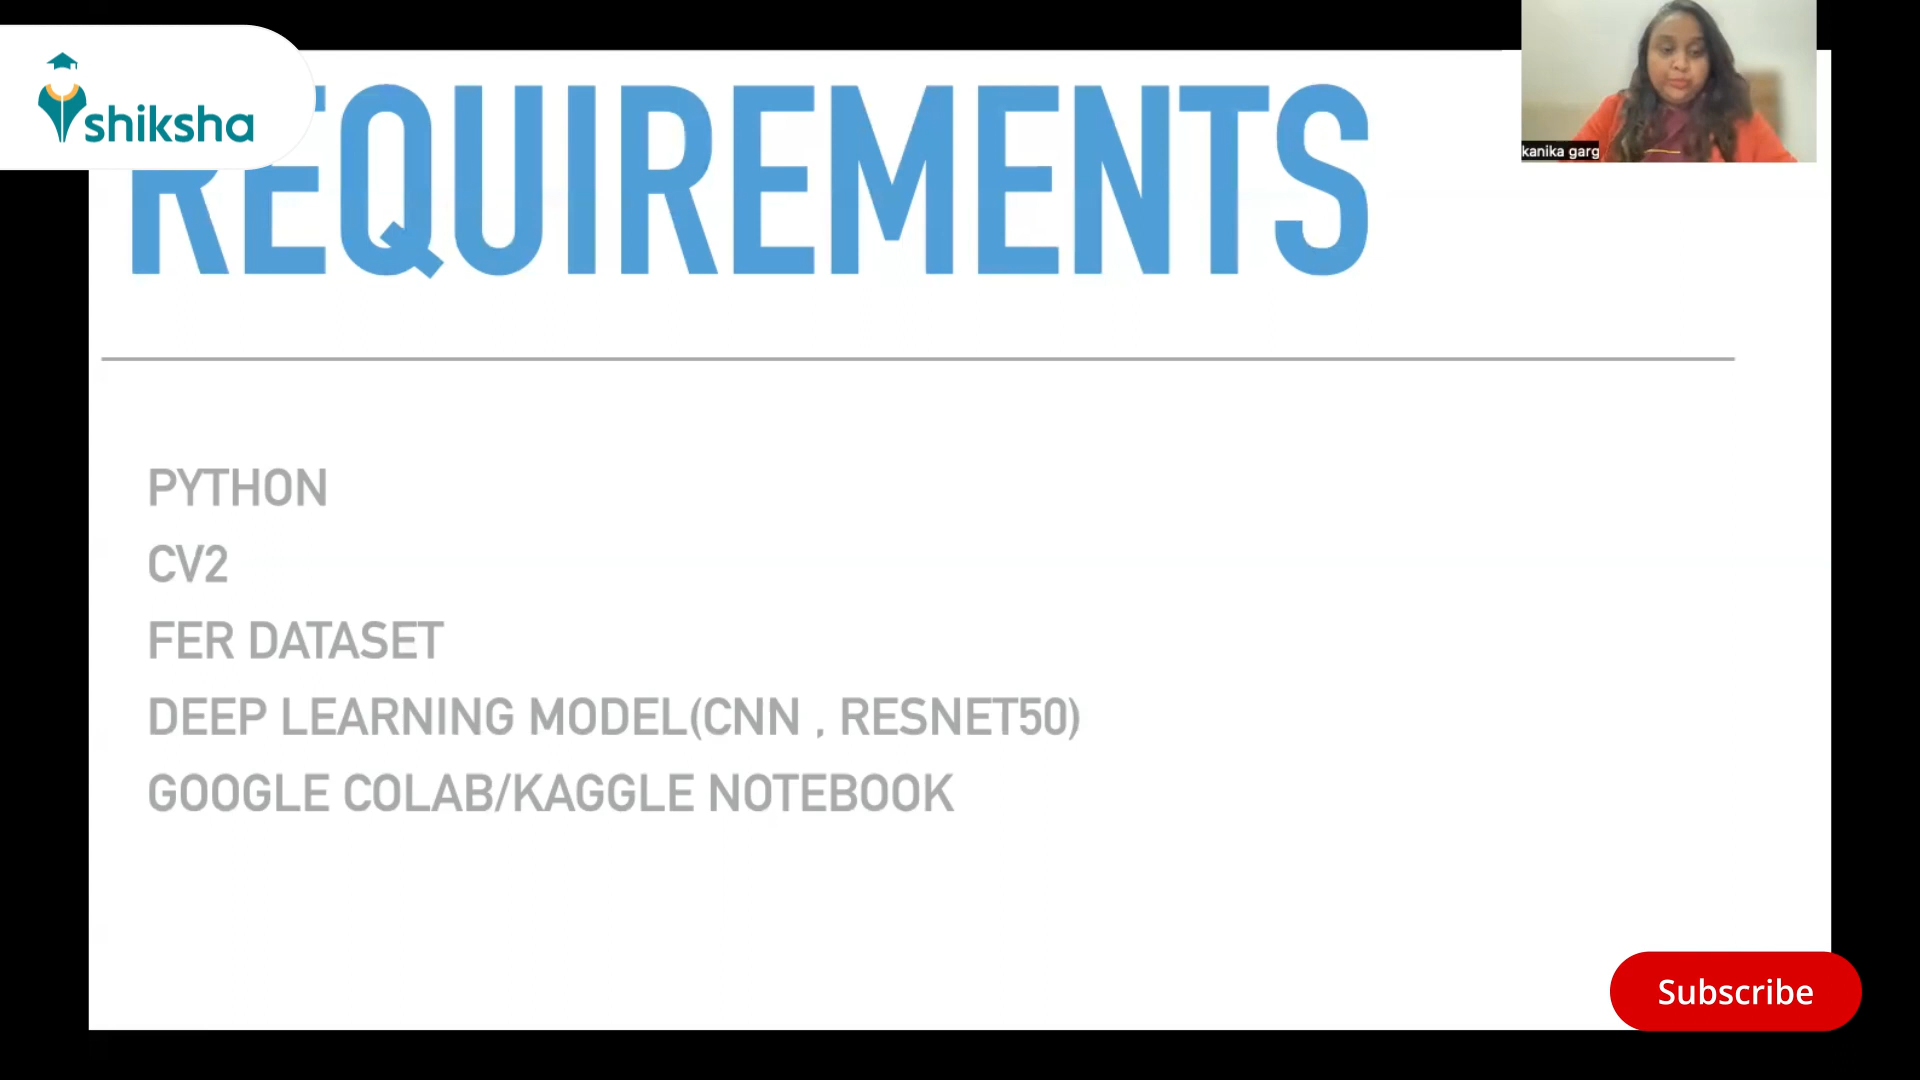 shiksha
REQUIREMENTS
kanika garg
PYTHON
CV2
FER DATASET
DEEP LEARNING MODEL(CNN , RESNET50)
GOOGLE COLAB/KAGGLE NOTEBOOK
Subscribe